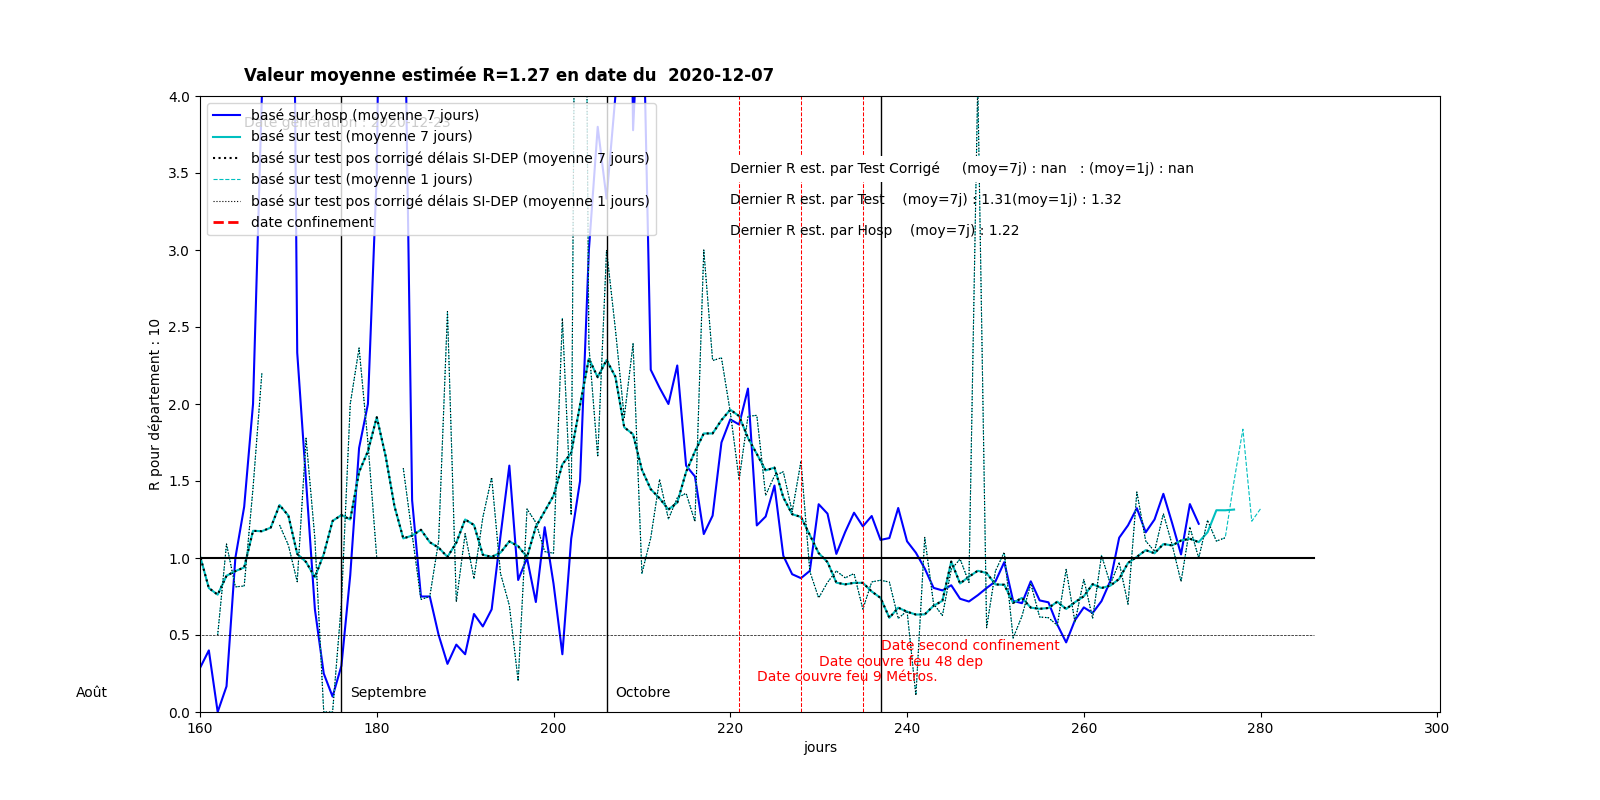 Valeur moyenne estimée R=1.27 en date du  2020-12-07
Date génération : 2020-12-23
basé sur hosp (moyenne 7 jours)
basé sur test (moyenne 7 jours)
basé sur test pos corrigé délais SI-DEP (moyenne 7 jours)
basé sur test (moyenne 1 jours)
basé sur test pos corrigé délais SI-DEP (moyenne 1 jours)
date confinement
Dernier R est. par Test Corrigé     (moy=7j) : nan   : (moy=1j) : nan
Dernier R est. par Test    (moy=7j) : 1.31(moy=1j) : 1.32
Dernier R est. par Hosp    (moy=7j) : 1.22
R pour département : 10
4.0
3.5
3.0
2.5
2.0
1.5
1.0
0.5
0.0
Date second confinement
Date couvre feu 48 dep
Date couvre feu 9 Métros.
Août
Septembre
Octobre
160
180
200
220
240
260
280
300
jours